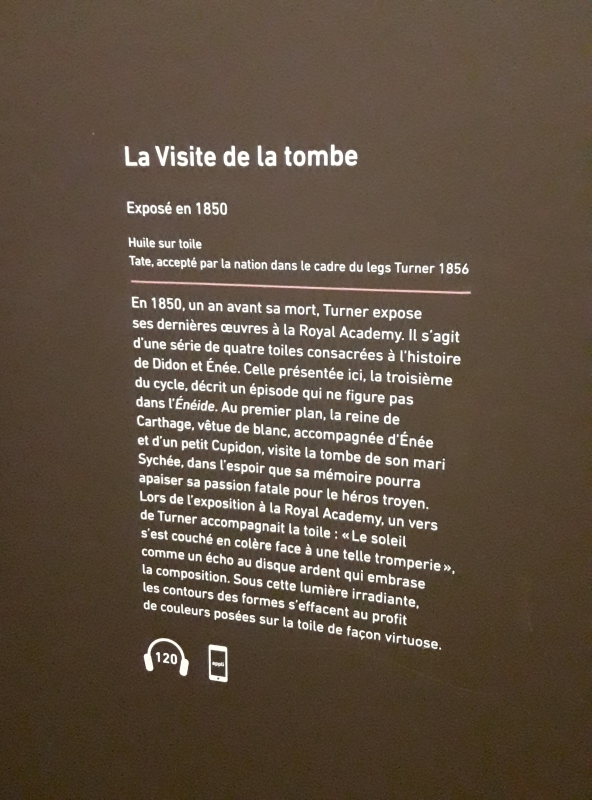 La Visite de la tombe
Exposé en 1850
Huile sur toile
Tate, accepté par la nation dans le cadre du legs Turner 1856
En 1850, un an avant sa mort, Turner expose
ses dernières œuvres à la Royal Academy. Il s'agit
d'une série de quatre toiles consacrées à l'histoire
de Didon et Énée. Celle présentée ici, la troisième
du cycle, décrit un épisode qui ne figure pas
dans l'Énéide. Au premier plan, la reine de
Carthage, vêtue de blanc, accompagnée d'Énée
et d'un petit Cupidon, visite la tombe de son mari
Sychée, dans l'espoir que sa mémoire pourra
apaiser sa passion fatale pour le héros troyen.
Lors de l'exposition à la Royal Academy, un vers
de Turner accompagnait la toile : « Le soleil
s'est couché en colère face à une telle tromperie »,
comme un écho au disque ardent qui embrase
la composition. Sous cette lumière irradiante,
les contours des formes s'effacent au profit
de couleurs posées sur la toile de façon virtuose.
120
appli